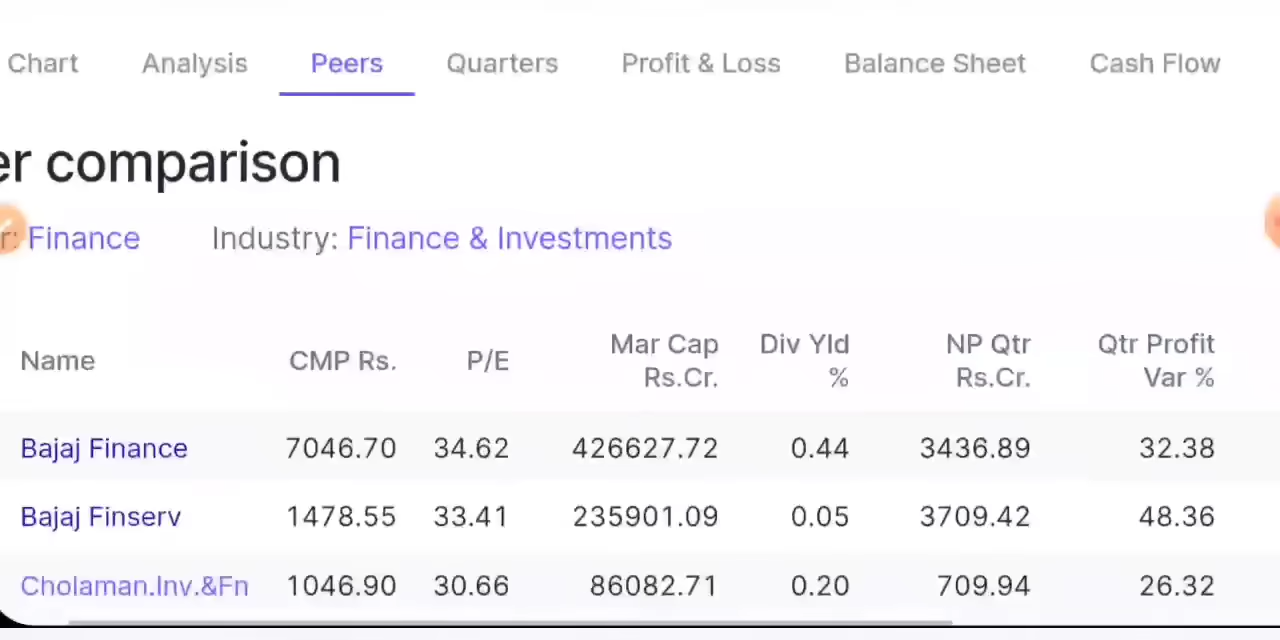 Chart Analysis Peers Quarters Profit & Loss Balance Sheet Cash Flow
er comparison
r: Finance Industry: Finance & Investments
Name CMP Rs. P/E Mar Cap Rs.Cr. Div Yld % NP Qtr Rs.Cr. Qtr Profit Var %
Bajaj Finance 7046.70 34.62 426627.72 0.44 3436.89 32.38
Bajaj Finserv 1478.55 33.41 235901.09 0.05 3709.42 48.36
Cholaman.Inv.&Fn 1046.90 30.66 86082.71 0.20 709.94 26.32